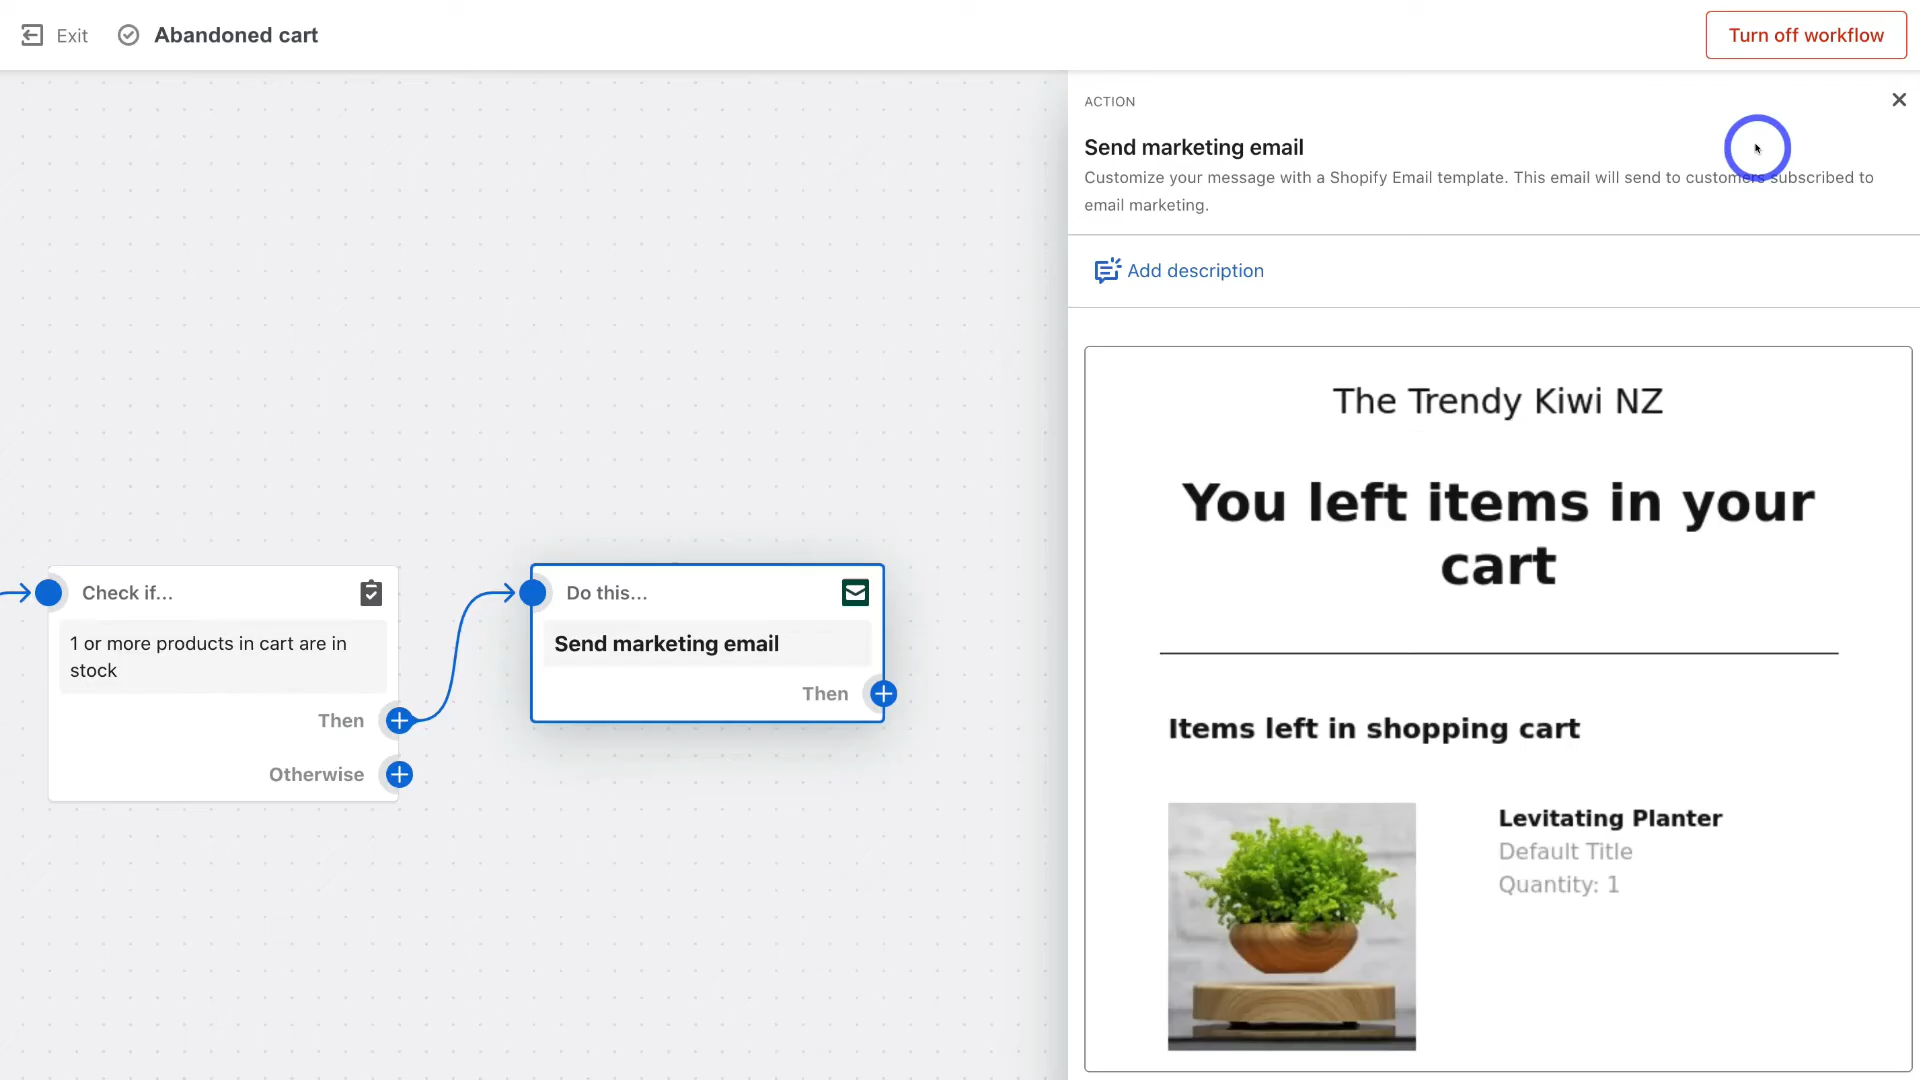 Exit
Abandoned cart
Turn off workflow
Check if...
1 or more products in cart are in
stock
Then
Otherwise
Do this...
Send marketing email
Then
ACTION
Send marketing email
Customize your message with a Shopify Email template. This email will send to customers subscribed to
email marketing.
Add description
The Trendy Kiwi NZ
You left items in your
cart
Items left in shopping cart
Levitating Planter
Default Title
Quantity: 1